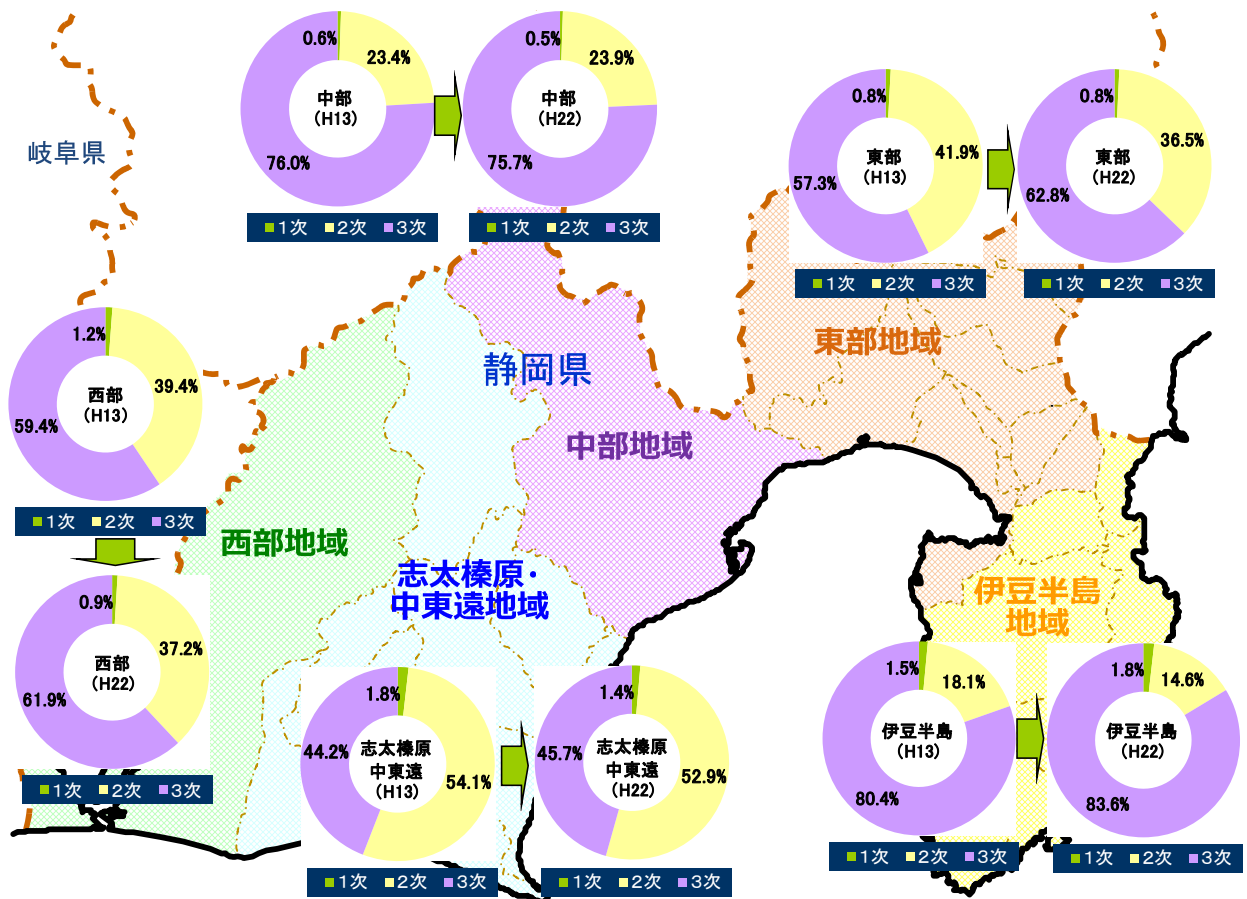 0.6%
23.4%
中部
(H13)
76.0%
■1次 ■2次 ■3次
0.5%
23.9%
中部
(H22)
75.7%
■1次 ■2次 ■3次
0.8%
41.9%
東部
(H13)
57.3%
■1次 ■2次 ■3次
0.8%
36.5%
東部
(H22)
62.8%
■1次 ■2次 ■3次
岐阜県
静岡県
東部地域
中部地域
西部地域
志太榛原・
中東遠地域
伊豆半島
地域
1.2%
39.4%
西部
(H13)
59.4%
■1次 ■2次 ■3次
0.9%
37.2%
西部
(H22)
61.9%
■1次 ■2次 ■3次
1.8%
44.2%
志太榛原
中東遠
(H13)
54.1%
■1次 ■2次 ■3次
1.4%
45.7%
志太榛原
中東遠
(H22)
52.9%
■1次 ■2次 ■3次
1.5%
18.1%
伊豆半島
(H13)
80.4%
■1次 ■2次 ■3次
1.8%
14.6%
伊豆半島
(H22)
83.6%
■1次 ■2次 ■3次